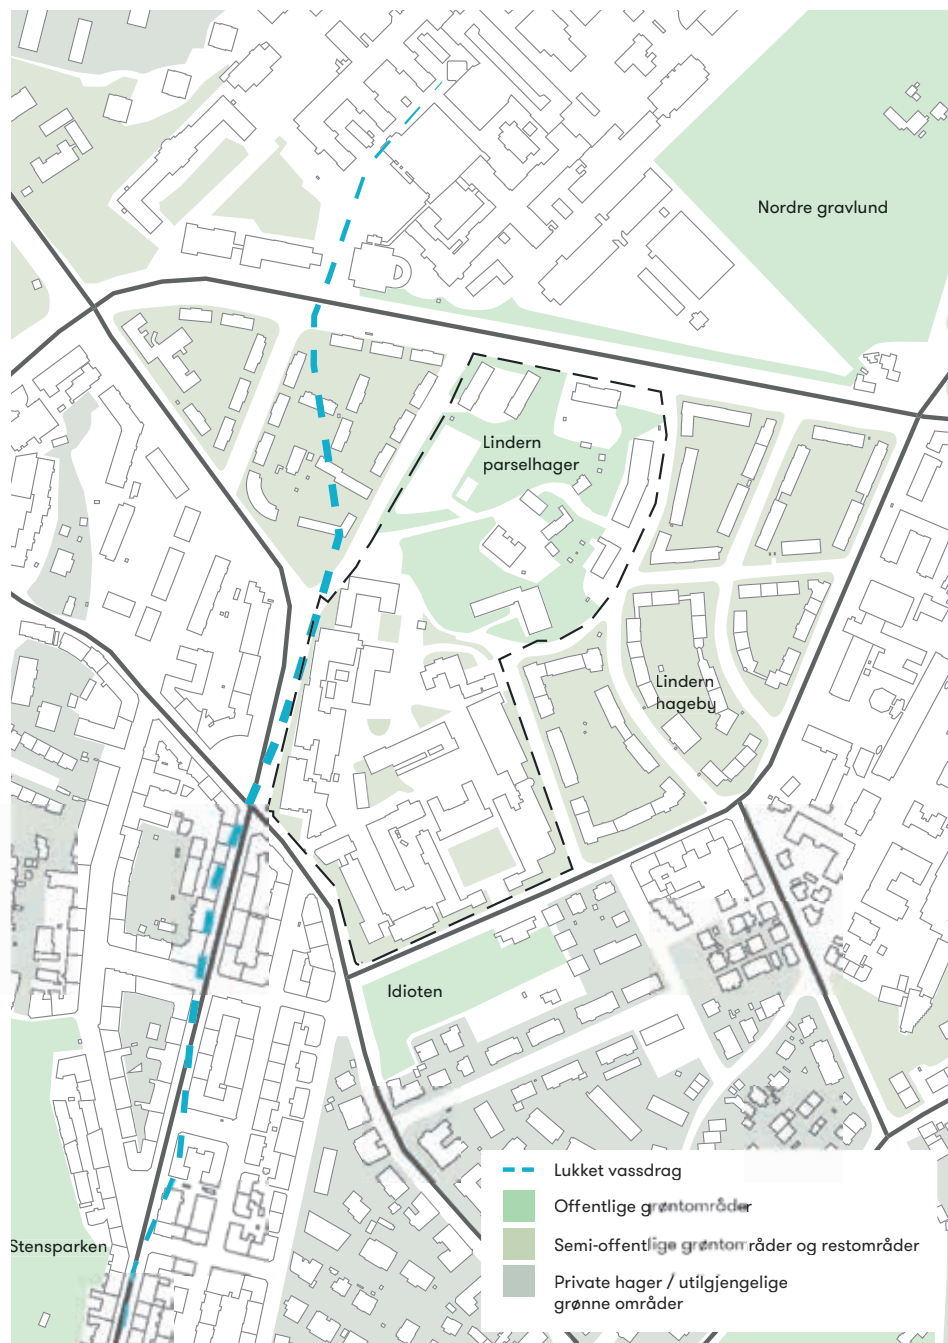 Nordre gravlund
Lindern
parselhager
Lindern
hageby
Idioten
Stensparken
Lukket vassdrag
Offentlige grøntområder
Semi-offentlige grøntområder og restområder
Private hager / utilgjengelige
grønne områder